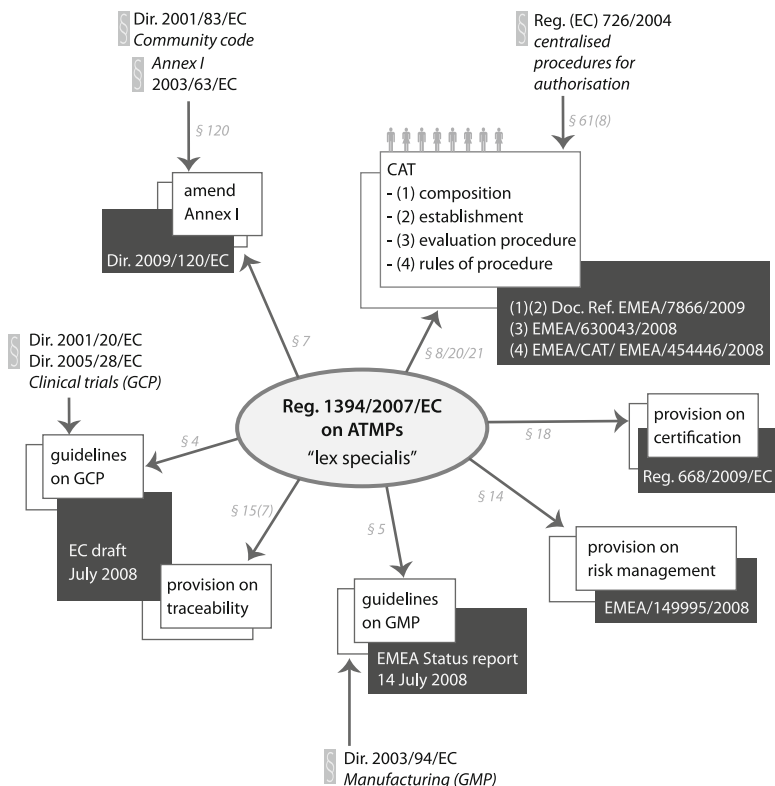 § Dir. 2001/83/EC
Community code
§ Annex I
2003/63/EC
§ 120
amend
Annex I
Dir. 2009/120/EC
§ Reg. (EC) 726/2004
centralised
procedures for
authorisation
§ 61(8)
CAT
- (1) composition
- (2) establishment
- (3) evaluation procedure
- (4) rules of procedure
(1)(2) Doc. Ref. EMEA/7866/2009
(3) EMEA/630043/2008
(4) EMEA/CAT/ EMEA/454446/2008
§ 7
§ 8/20/21
§ Dir. 2001/20/EC
§ Dir. 2005/28/EC
Clinical trials (GCP)
§ 4
guidelines
on GCP
EC draft
July 2008
Reg. 1394/2007/EC
on ATMPs
“lex specialis”
§ 18
provision on
certification
Reg. 668/2009/EC
§ 14
provision on
risk management
EMEA/149995/2008
§ 15(7)
provision on
traceability
§ 5
guidelines
on GMP
EMEA Status report
14 July 2008
§ Dir. 2003/94/EC
Manufacturing (GMP)